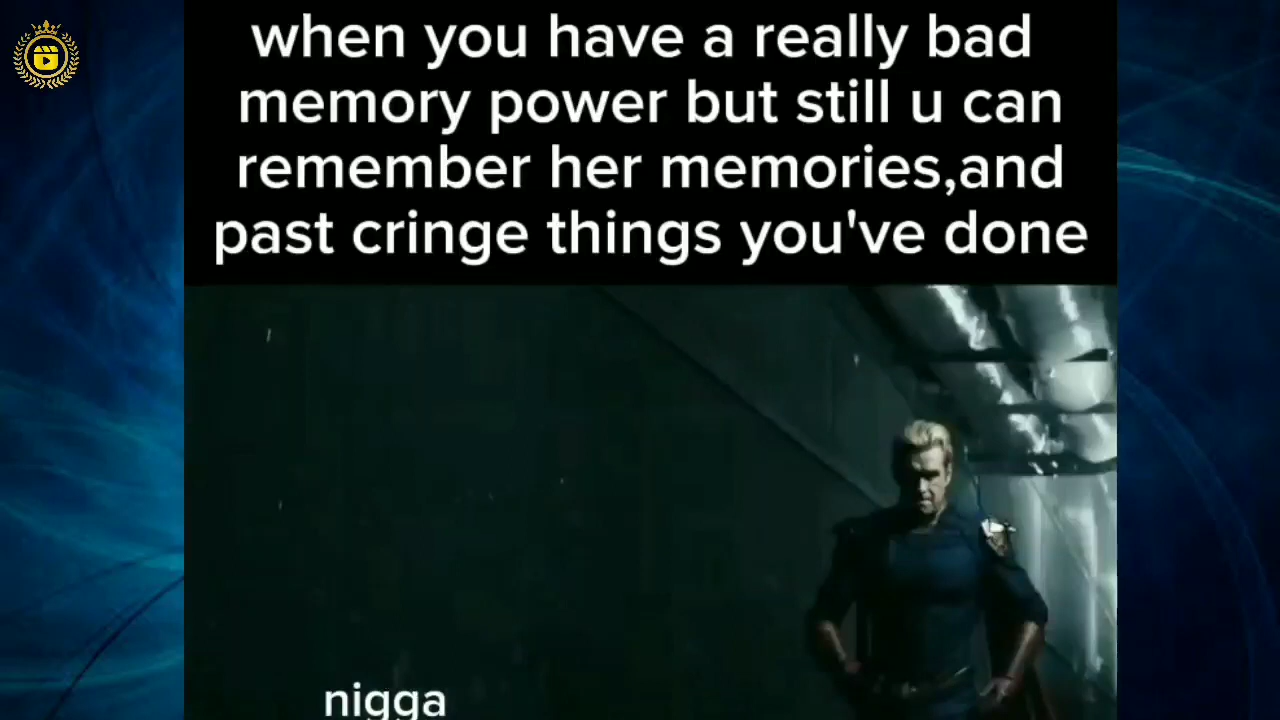 when you have a really bad
memory power but still u can
remember her memories,and
past cringe things you've done
nigga